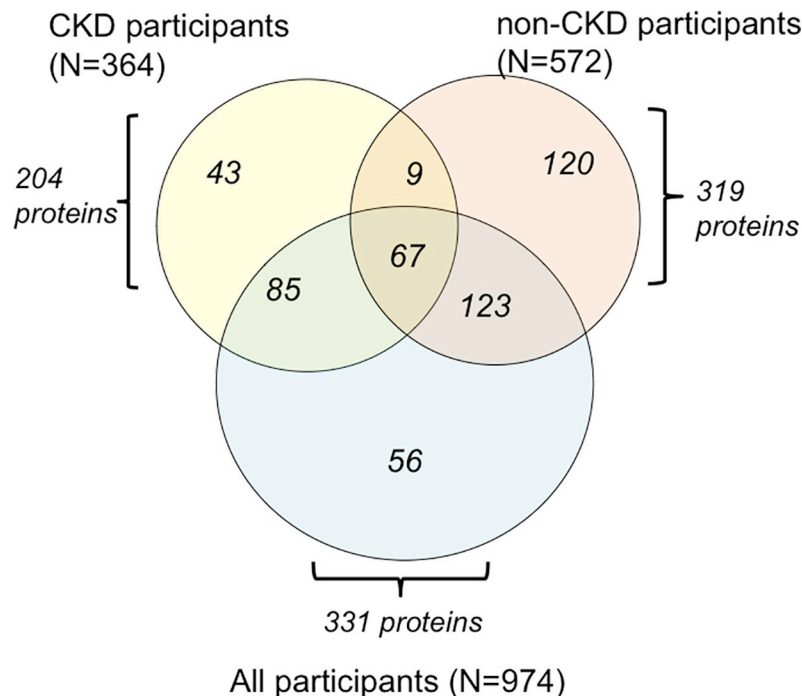 CKD participants
(N=364)
non-CKD participants
(N=572)
204
proteins
43
9
120
319
proteins
67
85
123
56
331 proteins
All participants (N=974)